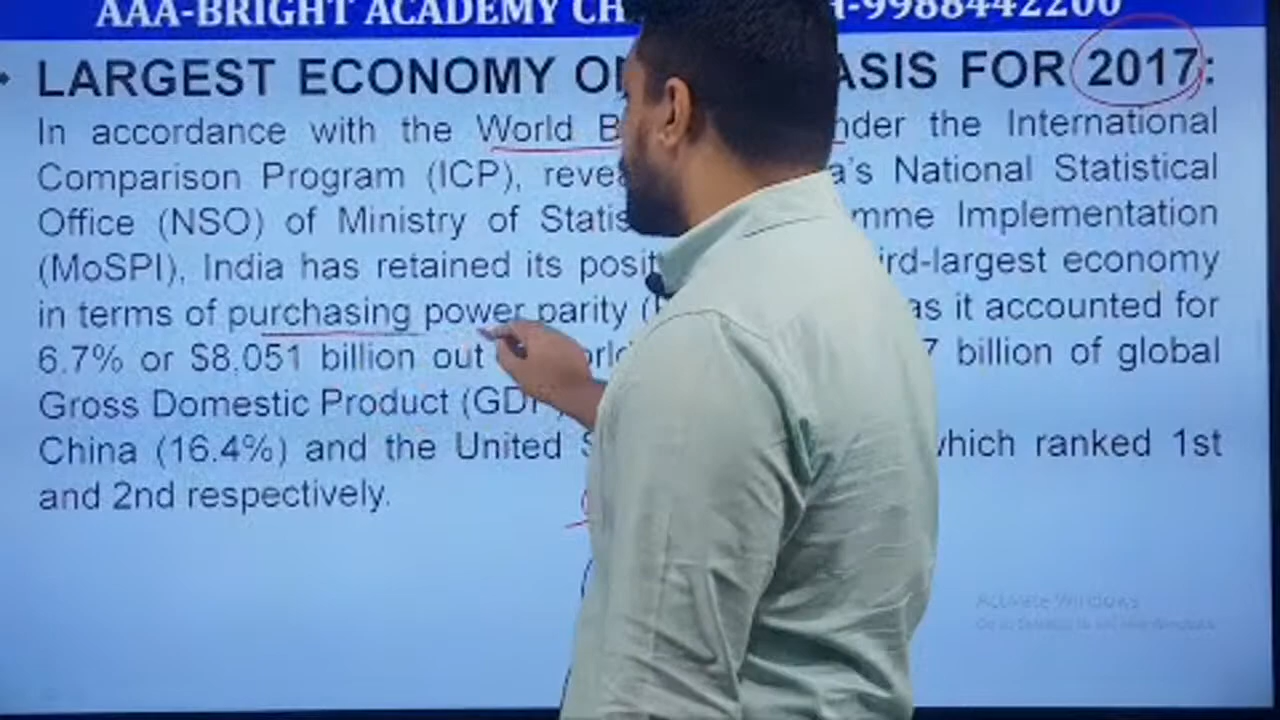 AAA-BRIGHT ACADEMY CH -9988442200
LARGEST ECONOMY ASIS FOR 2017:
In accordance with the World B nder the International
Comparison Program (ICP), revea a's National Statistical
Office (NSO) of Ministry of Statis mme Implementation
(MoSPI), India has retained its posit ird-largest economy
in terms of purchasing power parity ( as it accounted for
6.7% or $8,051 billion out orld 7 billion of global
Gross Domestic Product (GDP
China (16.4%) and the United S which ranked 1st
and 2nd respectively.
Activate Windows